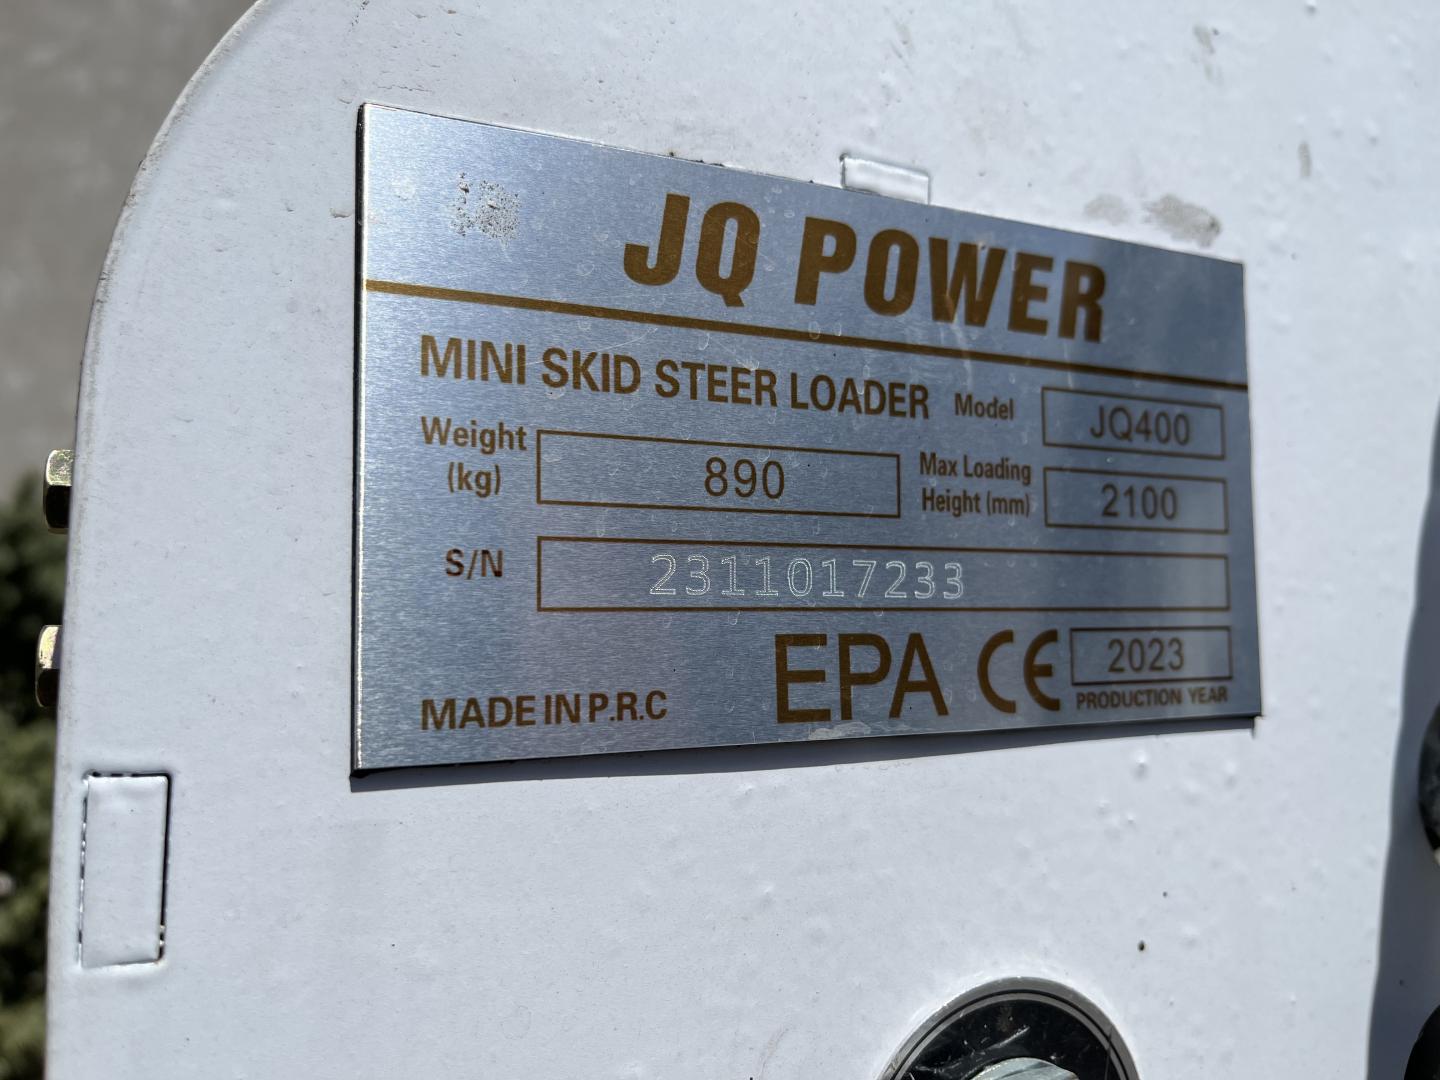 JQ POWER
MINI SKID STEER LOADER Model JQ400
Weight (kg) 890 Max Loading Height (mm) 2100
S/N 2311017233
MADE IN P.R.C EPA CE 2023
PRODUCTION YEAR